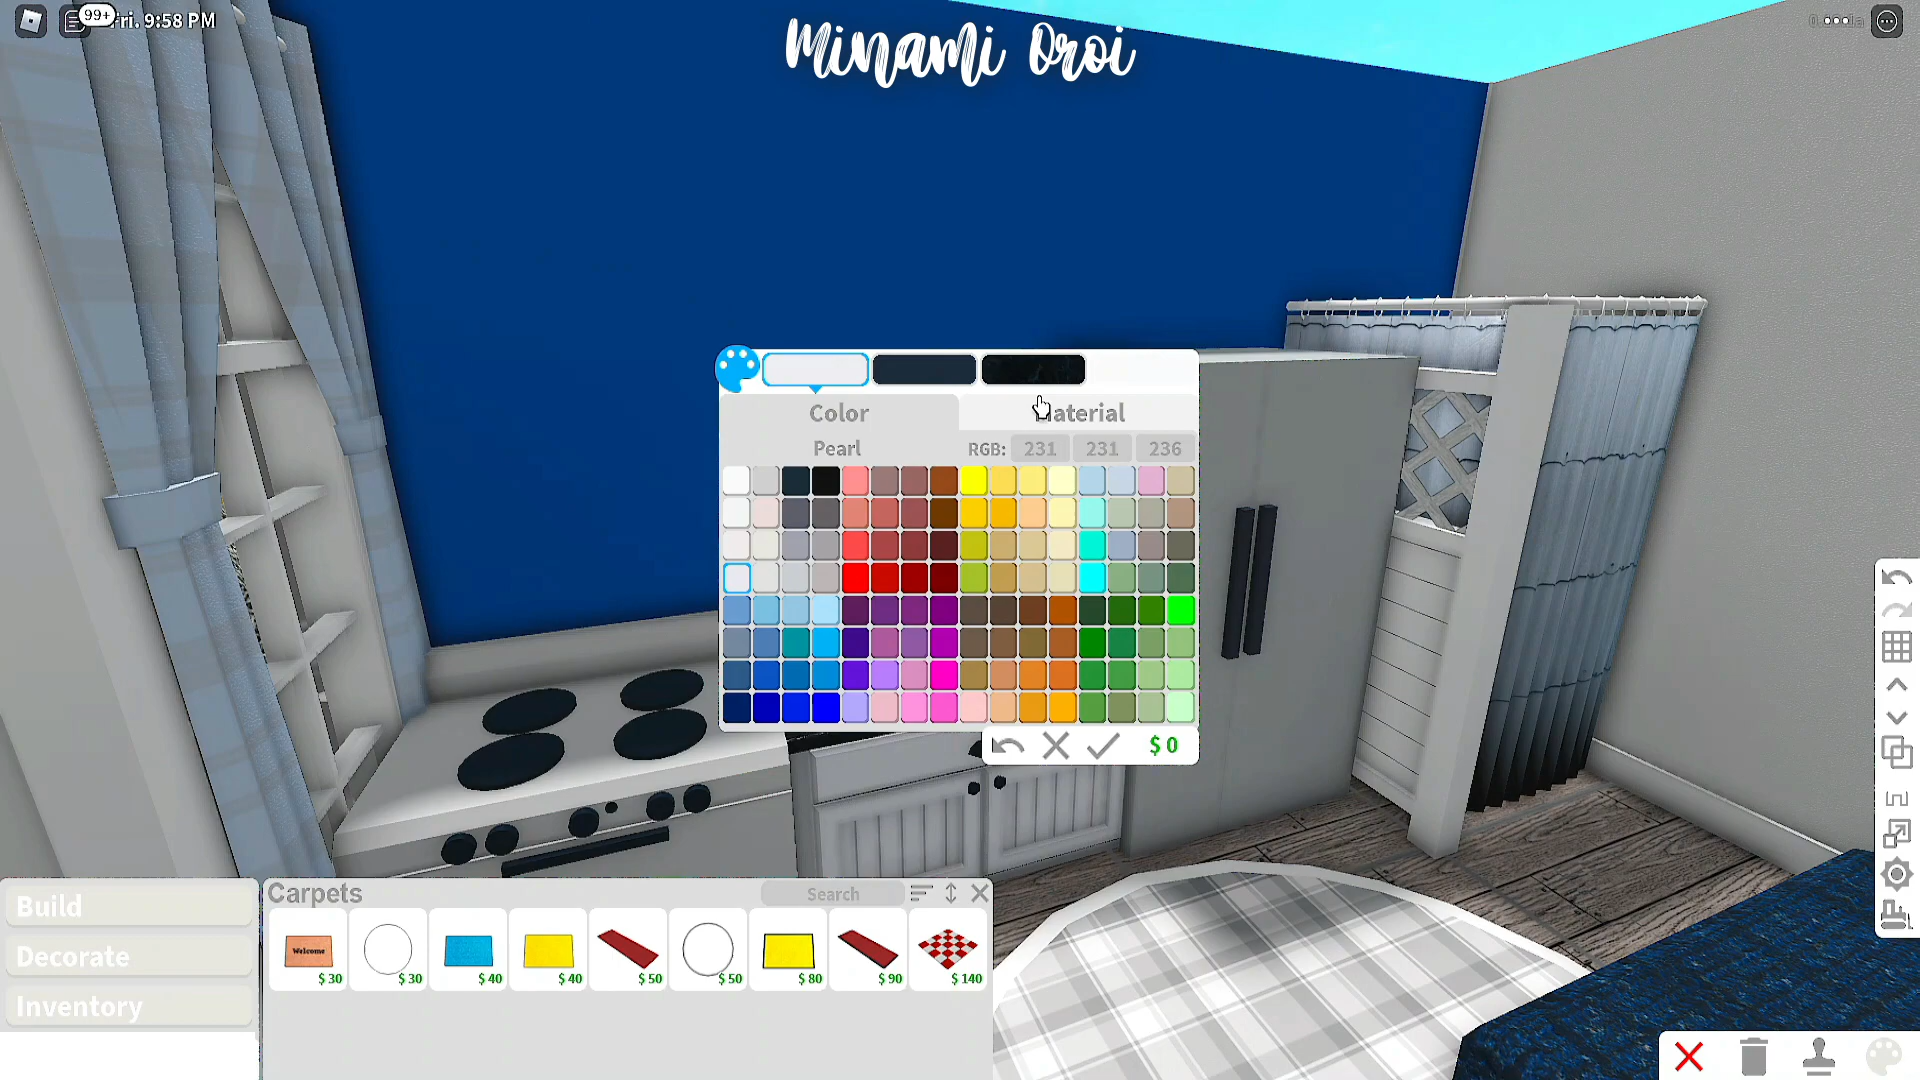 99+
Fri. 9:58 PM
Minami Oroi
Color
Material
Pearl
RGB: 231 231 236
$ 0
Build
Decorate
Inventory
Carpets
Search
Welcome
$ 30
$ 30
$ 40
$ 40
$ 50
$ 50
$ 80
$ 90
$ 140